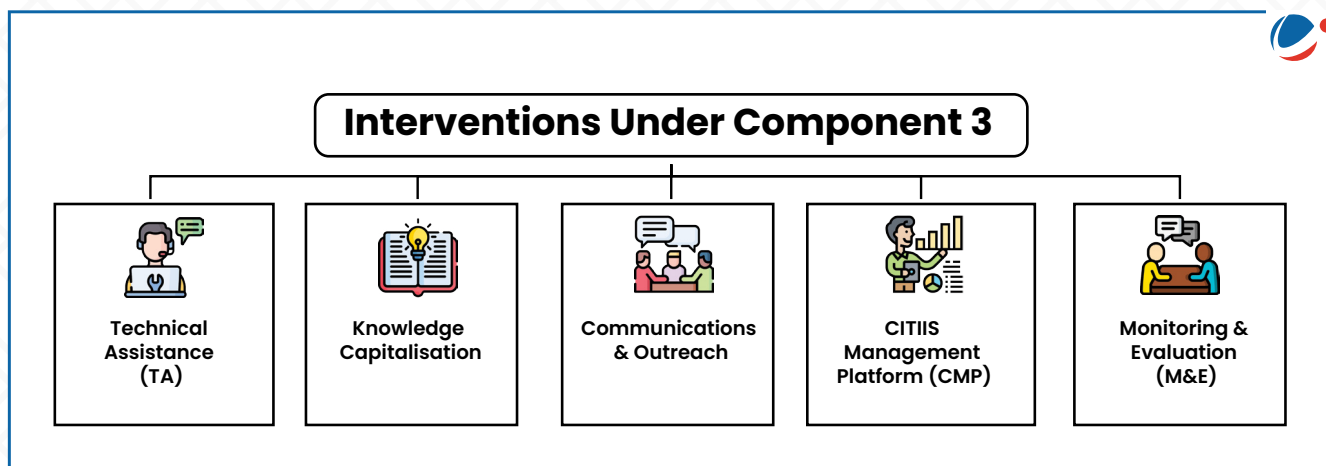 Interventions Under Component 3
Technical
Assistance
(TA)
Knowledge
Capitalisation
Communications
& Outreach
CITIIS
Management
Platform (CMP)
Monitoring &
Evaluation
(M&E)